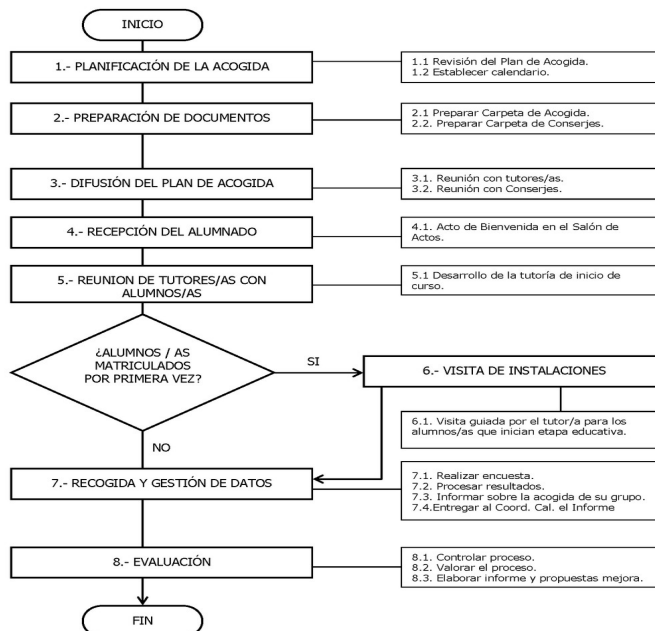 INICIO
1.- PLANIFICACIÓN DE LA ACOGIDA
1.1 Revisión del Plan de Acogida.
1.2 Establecer calendario.
2.- PREPARACIÓN DE DOCUMENTOS
2.1 Preparar Carpeta de Acogida.
2.2. Preparar Carpeta de Conserjes.
3.- DIFUSIÓN DEL PLAN DE ACOGIDA
3.1. Reunión con tutores/as.
3.2. Reunión con Conserjes.
4.- RECEPCIÓN DEL ALUMNADO
4.1. Acto de Bienvenida en el Salón de
Actos.
5.- REUNION DE TUTORES/AS CON
ALUMNOS/AS
5.1 Desarrollo de la tutoría de inicio de
curso.
¿ALUMNOS / AS
MATRICULADOS
POR PRIMERA VEZ?
SI
6.- VISITA DE INSTALACIONES
6.1. Visita guiada por el tutor/a para los
alumnos/as que inician etapa educativa.
NO
7.- RECOGIDA Y GESTIÓN DE DATOS
7.1. Realizar encuesta.
7.2. Procesar resultados.
7.3. Informar sobre la acogida de su grupo.
7.4.Entregar al Coord. Cal. el Informe
8.- EVALUACIÓN
8.1. Controlar proceso.
8.2. Valorar el proceso.
8.3. Elaborar informe y propuestas mejora.
FIN